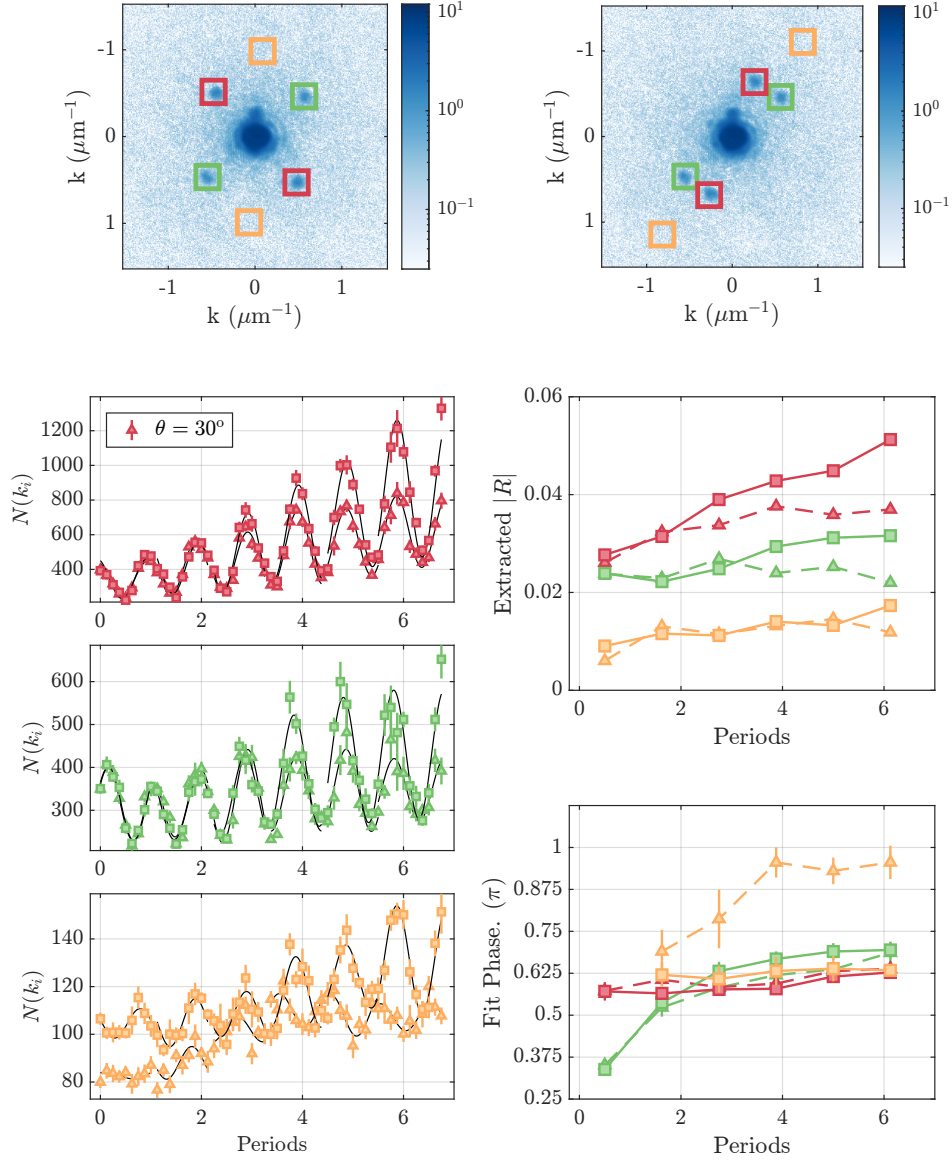 10¹
10⁰
10⁻¹
-1
0
1
k (μm⁻¹)
-1 0 1
k (μm⁻¹)
10¹
10⁰
10⁻¹
-1
0
1
k (μm⁻¹)
-1 0 1
k (μm⁻¹)
θ = 30°
1200
1000
800
600
400
N(kᵢ)
0 2 4 6
600
500
400
300
N(kᵢ)
0 2 4 6
140
120
100
80
N(kᵢ)
0 2 4 6
Periods
0.06
0.04
0.02
0
Extracted |R|
0 2 4 6
Periods
1
0.875
0.75
0.625
0.5
0.375
0.25
Fit Phase. (π)
0 2 4 6
Periods